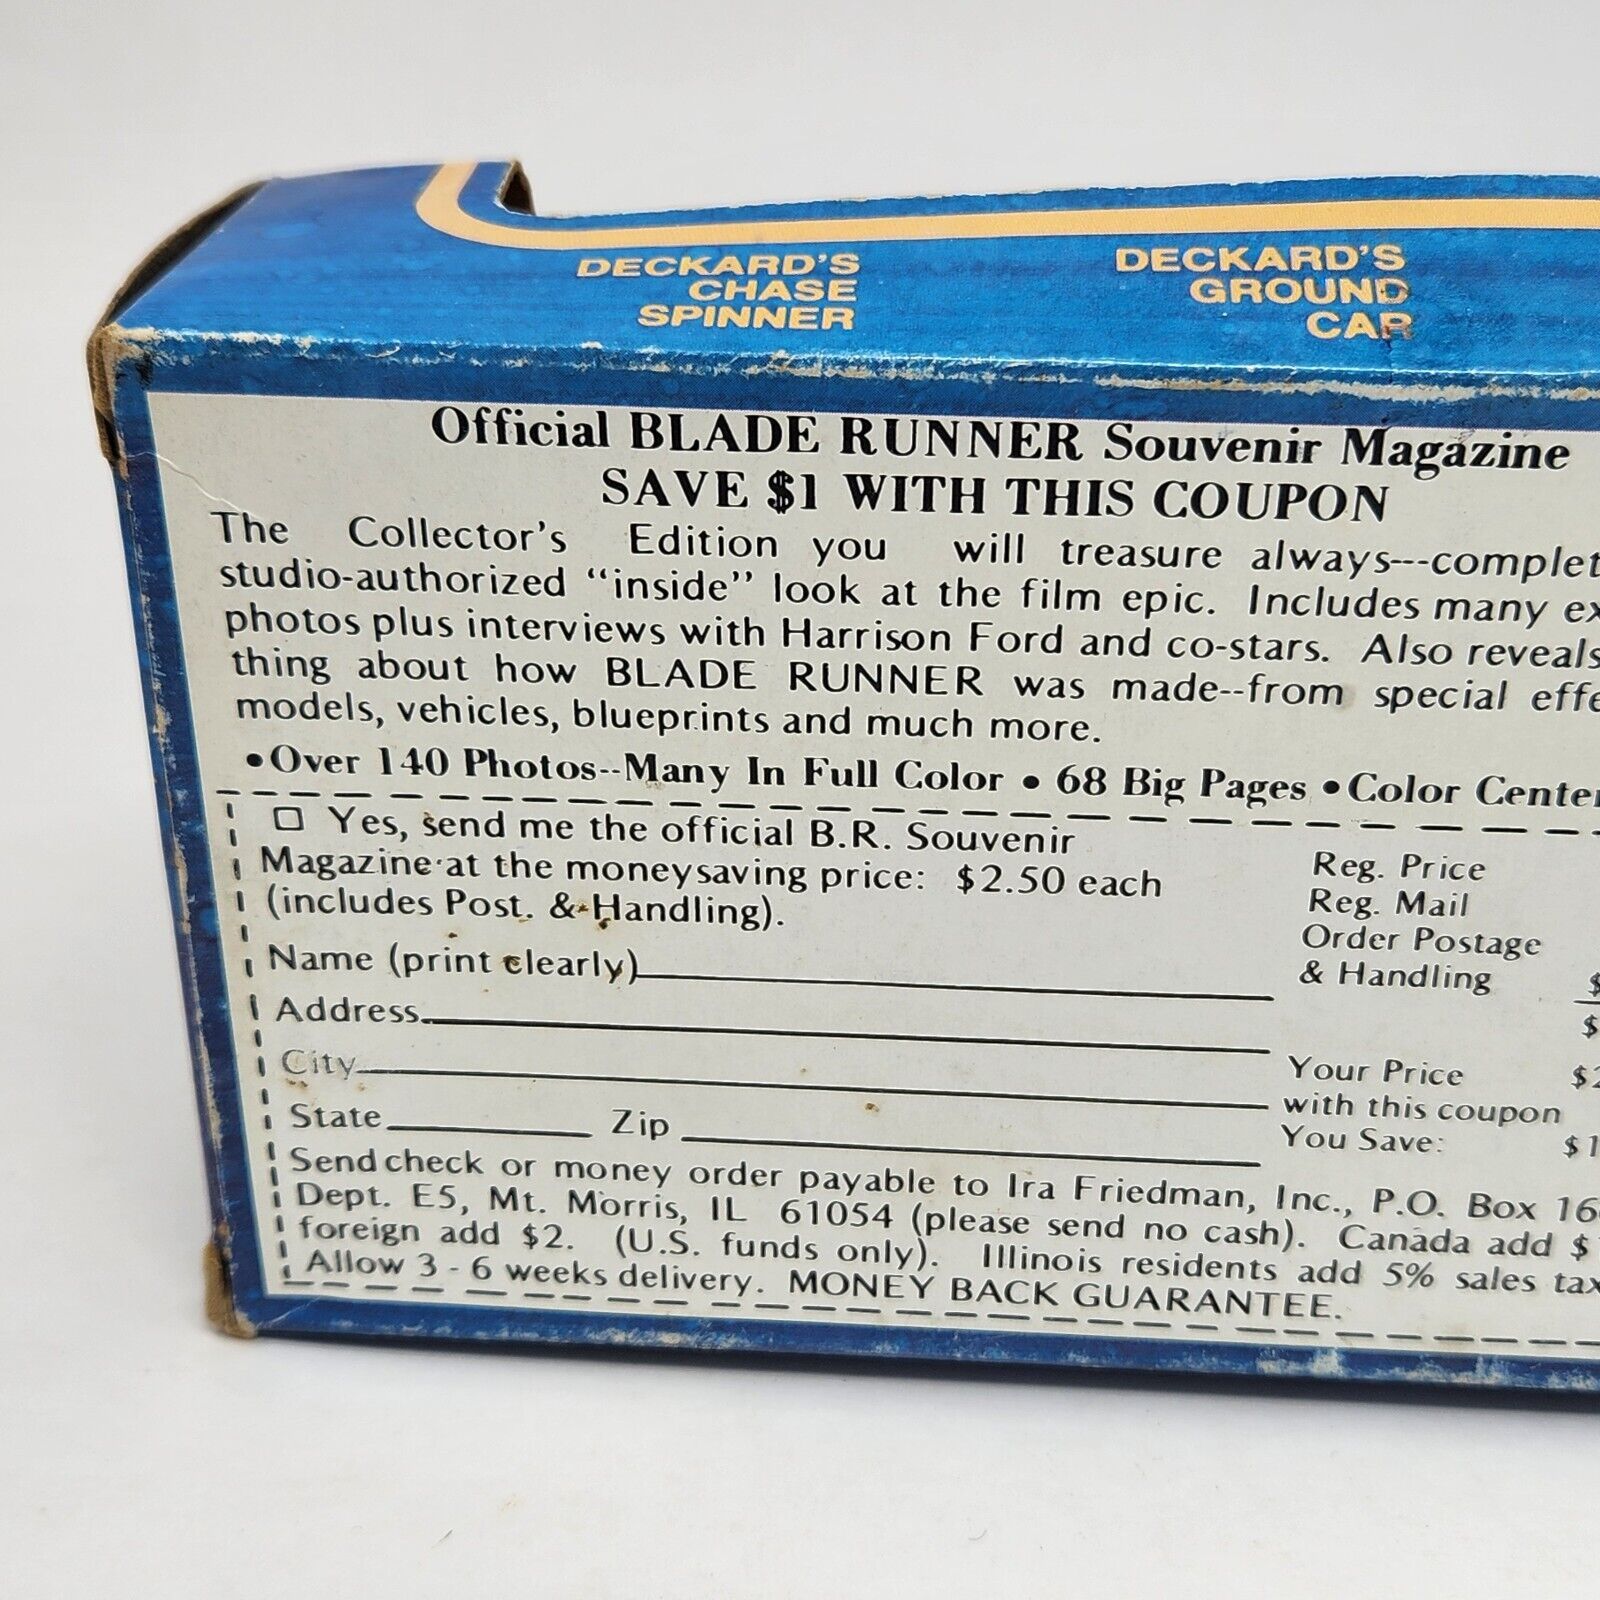 DECKARD'S
CHASE
SPINNER
DECKARD'S
GROUND
CAR
Official BLADE RUNNER Souvenir Magazine
SAVE $1 WITH THIS COUPON
The Collector's Edition you will treasure always---complet
studio-authorized “inside” look at the film epic. Includes many ex
photos plus interviews with Harrison Ford and co-stars. Also reveals
thing about how BLADE RUNNER was made--from special effe
models, vehicles, blueprints and much more.
•Over 140 Photos--Many In Full Color • 68 Big Pages •Color Center
☐ Yes, send me the official B.R. Souvenir
Magazine at the moneysaving price: $2.50 each
(includes Post. & Handling).
Name (print clearly)
Address
City
State Zip
Reg. Price
Reg. Mail
Order Postage
& Handling $
$
Your Price $2
with this coupon
You Save: $1
Send check or money order payable to Ira Friedman, Inc., P.O. Box 16
Dept. E5, Mt. Morris, IL 61054 (please send no cash). Canada add $
foreign add $2. (U.S. funds only). Illinois residents add 5% sales tax
Allow 3 - 6 weeks delivery. MONEY BACK GUARANTEE.